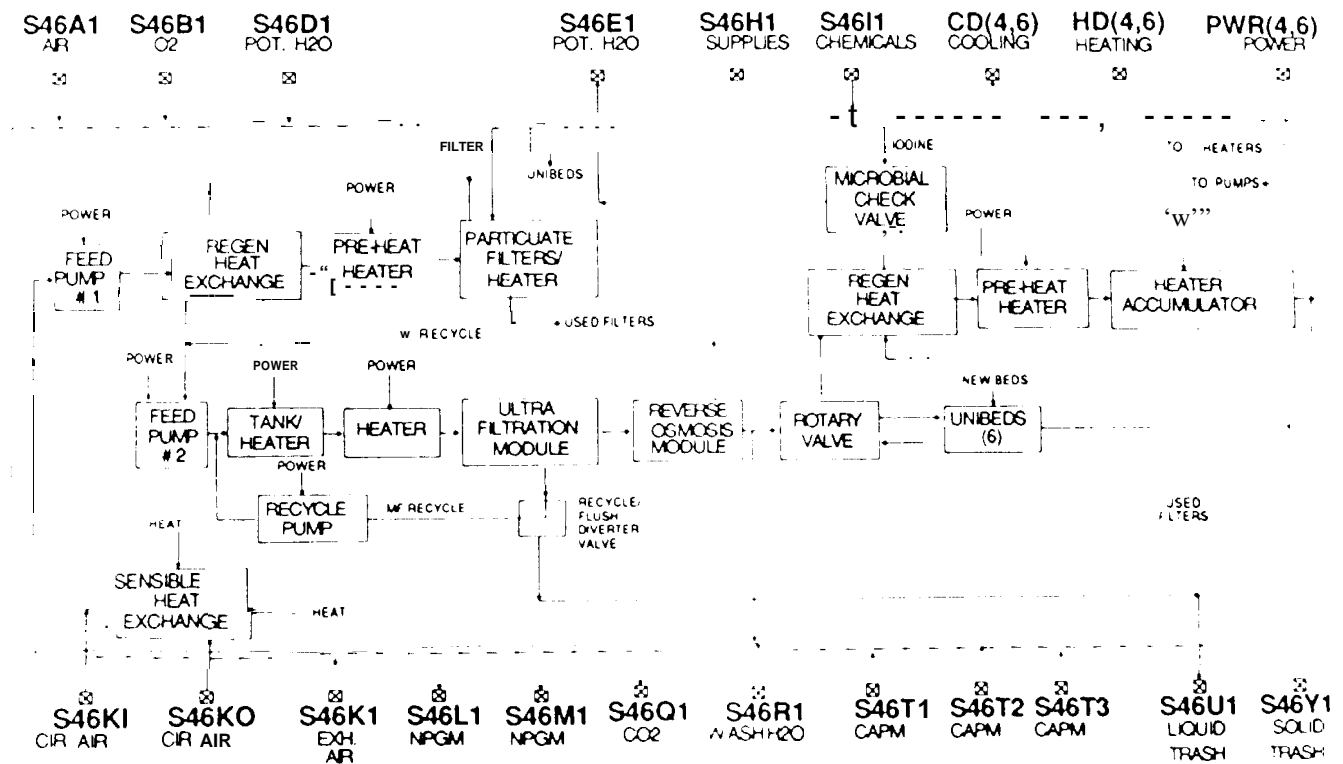 S46A1 S46B1 S46D1 S46E1 S46H1 S46I1 CD(4,6) HD(4,6) PWR(4,6)
AIR O2 POT. H2O POT. H2O SUPPLIES CHEMICALS COOLING HEATING POWER
IODINE
TO HEATERS
FILTER
UNIBEDS
MICROBIAL
CHECK
VALVE
TO PUMPS
POWER
POWER
POWER
FEED
PUMP
#1
REGEN
HEAT
EXCHANGE
PRE-HEAT
HEATER
PARTICUATE
FILTERS/
HEATER
REGEN
HEAT
EXCHANGE
PRE-HEAT
HEATER
HEATER
ACCUMULATOR
USED FILTERS
RECYCLE
POWER
POWER
POWER
NEW BEDS
FEED
PUMP
#2
TANK/
HEATER
HEATER
ULTRA
FILTRATION
MODULE
REVERSE
OSMOSIS
MODULE
ROTARY
VALVE
UNIBEDS
(6)
POWER
RECYCLE
PUMP
MF RECYCLE
RECYCLE/
FLUSH
DIVERTER
VALVE
USED
FILTERS
HEAT
SENSIBLE
HEAT
EXCHANGE
HEAT
S46KI S46KO S46K1 S46L1 S46M1 S46Q1 S46R1 S46T1 S46T2 S46T3 S46U1 S46Y1
CIR AIR CIR AIR EXH. NPGM NPGM CO2 WASH H2O CAPM CAPM CAPM LIQUID SOLID
AIR TRASH TRASH